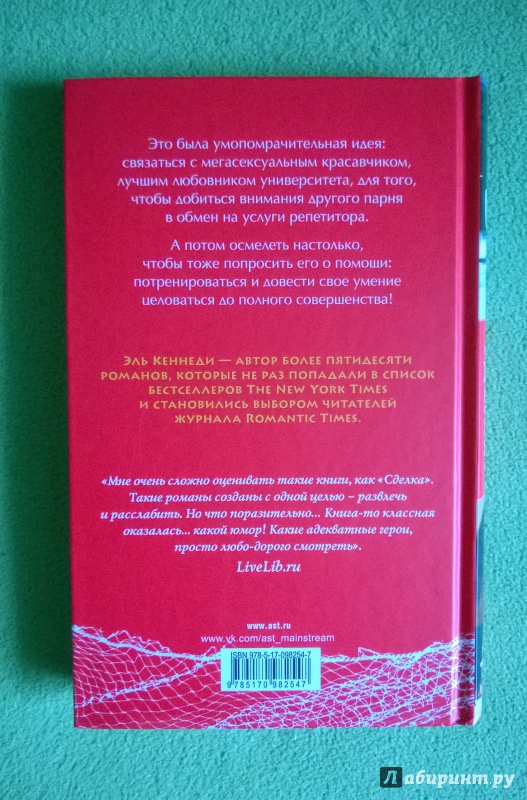 Это была умопомрачительная идея:
связаться с мегасексуальным красавчиком,
лучшим любовником университета, для того,
чтобы добиться внимания другого парня
в обмен на услуги репетитора.
А потом осмелеть настолько,
чтобы тоже попросить его о помощи:
потренироваться и довести свое умение
целоваться до полного совершенства!
Эль Кеннеди — автор более пятидесяти
романов, которые не раз попадали в список
бестселлеров The New York Times
и становились выбором читателей
журнала Romantic Times.
«Мне очень сложно оценивать такие книги, как «Сделка».
Такие романы созданы с одной целью – развлечь
и расслабить. Но что поразительно... Книга-то классная
оказалась... какой юмор! Какие адекватные герои,
просто любо-дорого смотреть».
LiveLib.ru
www.ast.ru
www.vk.com/ast_mainstream
ISBN 978-5-17-098254-7
9 785170 982547
Лабиринт.ру